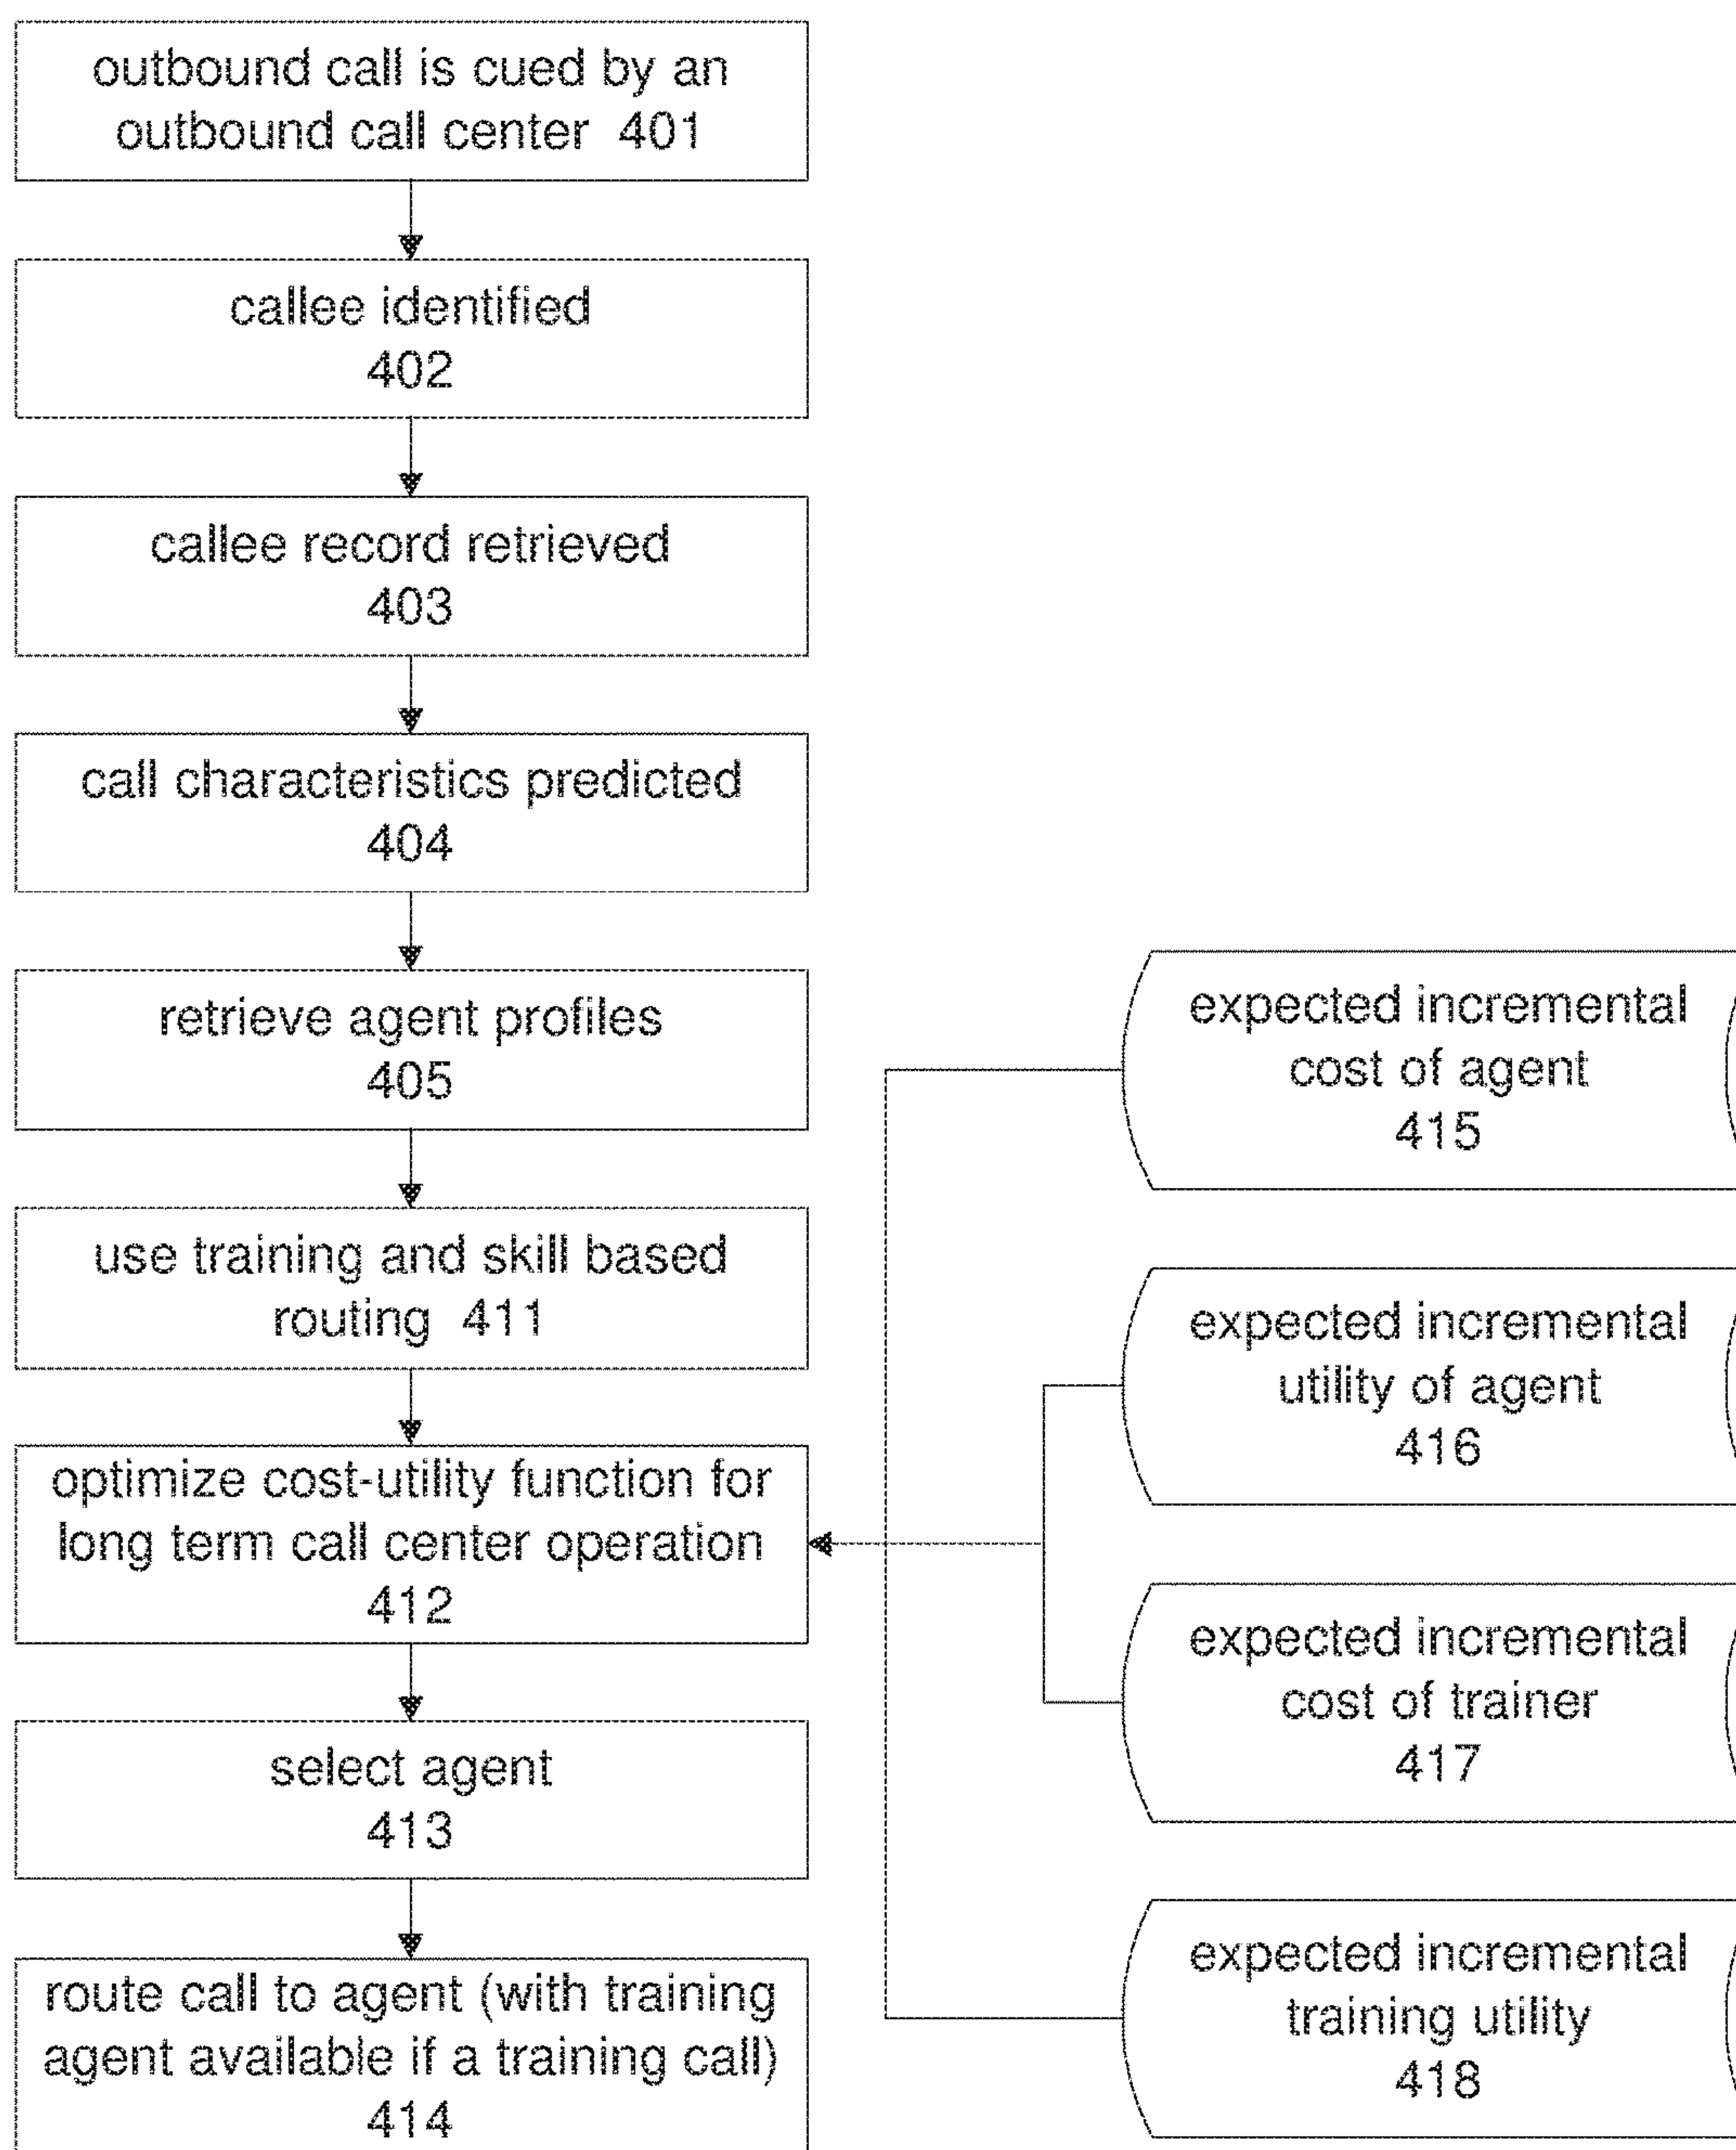 outbound call is cued by an
outbound call center 401
callee identified
402
callee record retrieved
403
call characteristics predicted
404
retrieve agent profiles
405
use training and skill based
routing 411
optimize cost-utility function for
long term call center operation
412
select agent
413
route call to agent (with training
agent available if a training call)
414
expected incremental
cost of agent
415
expected incremental
utility of agent
416
expected incremental
cost of trainer
417
expected incremental
training utility
418